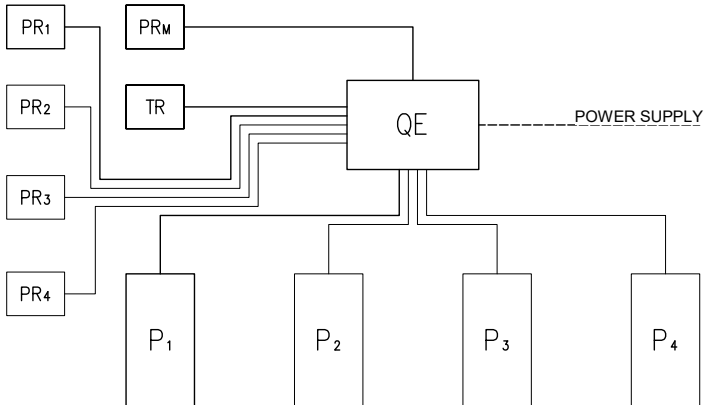 PR1
PRM
PR2
TR
QE
POWER SUPPLY
PR3
PR4
P1
P2
P3
P4